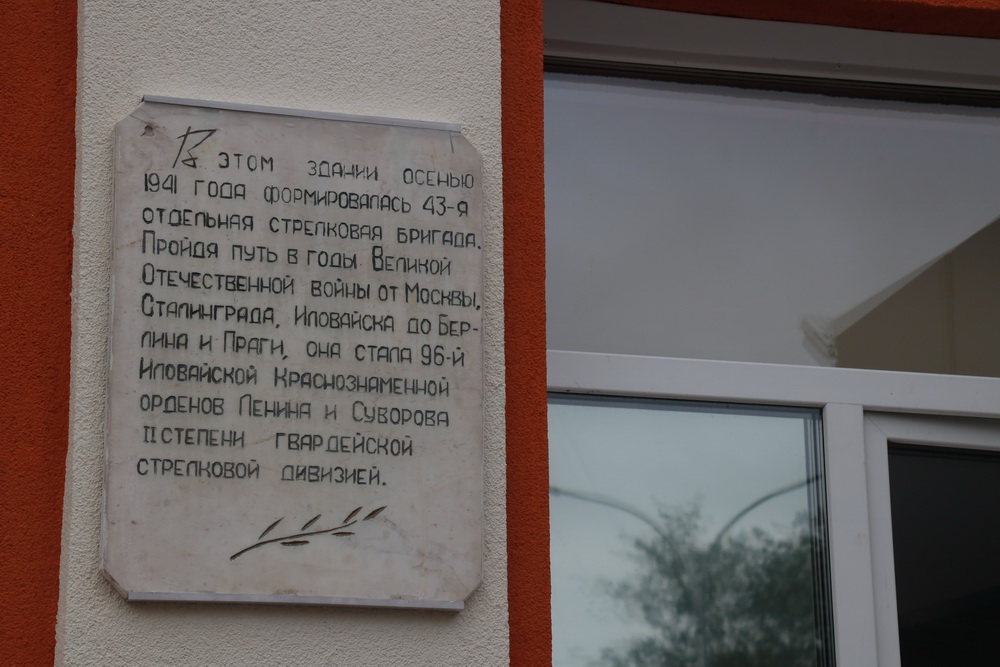 В ЭТОМ ЗДАНИИ ОСЕНЬЮ
1941 ГОДА ФОРМИРОВАЛАСЬ 43-Я
ОТДЕЛЬНАЯ СТРЕЛКОВАЯ БРИГАДА.
ПРОЙДЯ ПУТЬ В ГОДЫ ВЕЛИКОЙ
ОТЕЧЕСТВЕННОЙ ВОЙНЫ ОТ МОСКВЫ,
СТАЛИНГРАДА, ИЛОВАЙСКА ДО БЕР-
ЛИНА И ПРАГИ, ОНА СТАЛА 96-Й
ИЛОВАЙСКОЙ КРАСНОЗНАМЕННОЙ
ОРДЕНОВ ЛЕНИНА И СУВОРОВА
II СТЕПЕНИ ГВАРДЕЙСКОЙ
СТРЕЛКОВОЙ ДИВИЗИЕЙ.